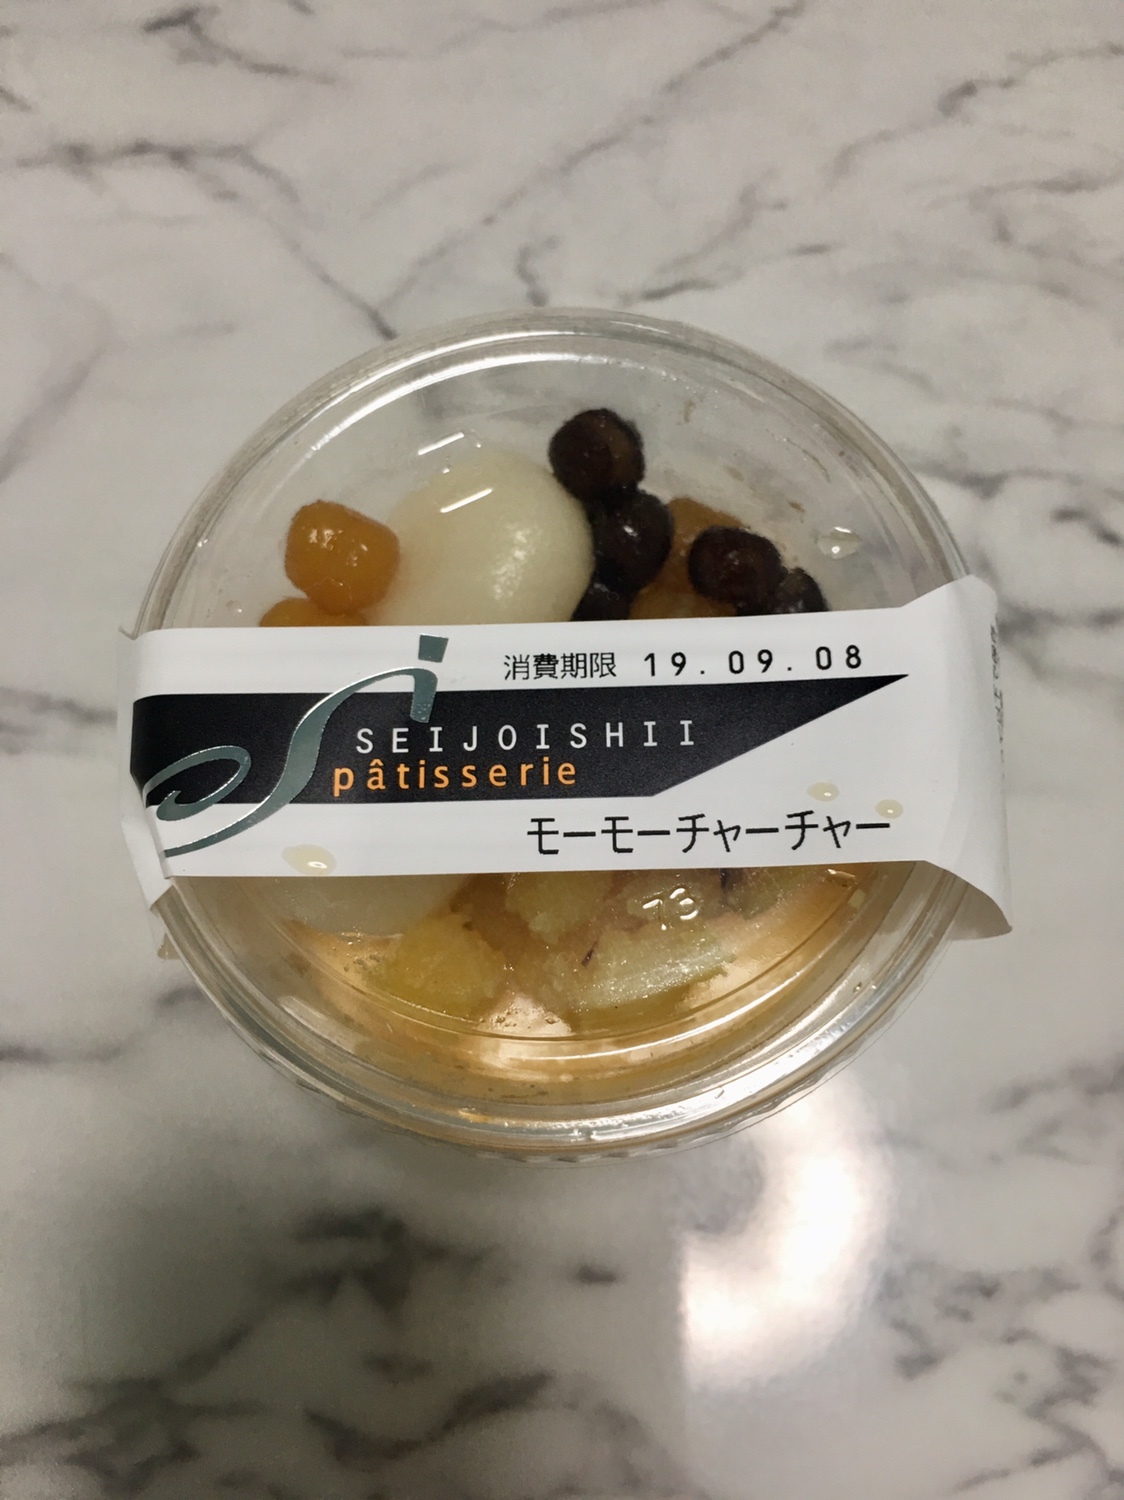 消費期限 19.09.08
SEIJOISHII
pâtisserie
モーモーチャーチャー
73